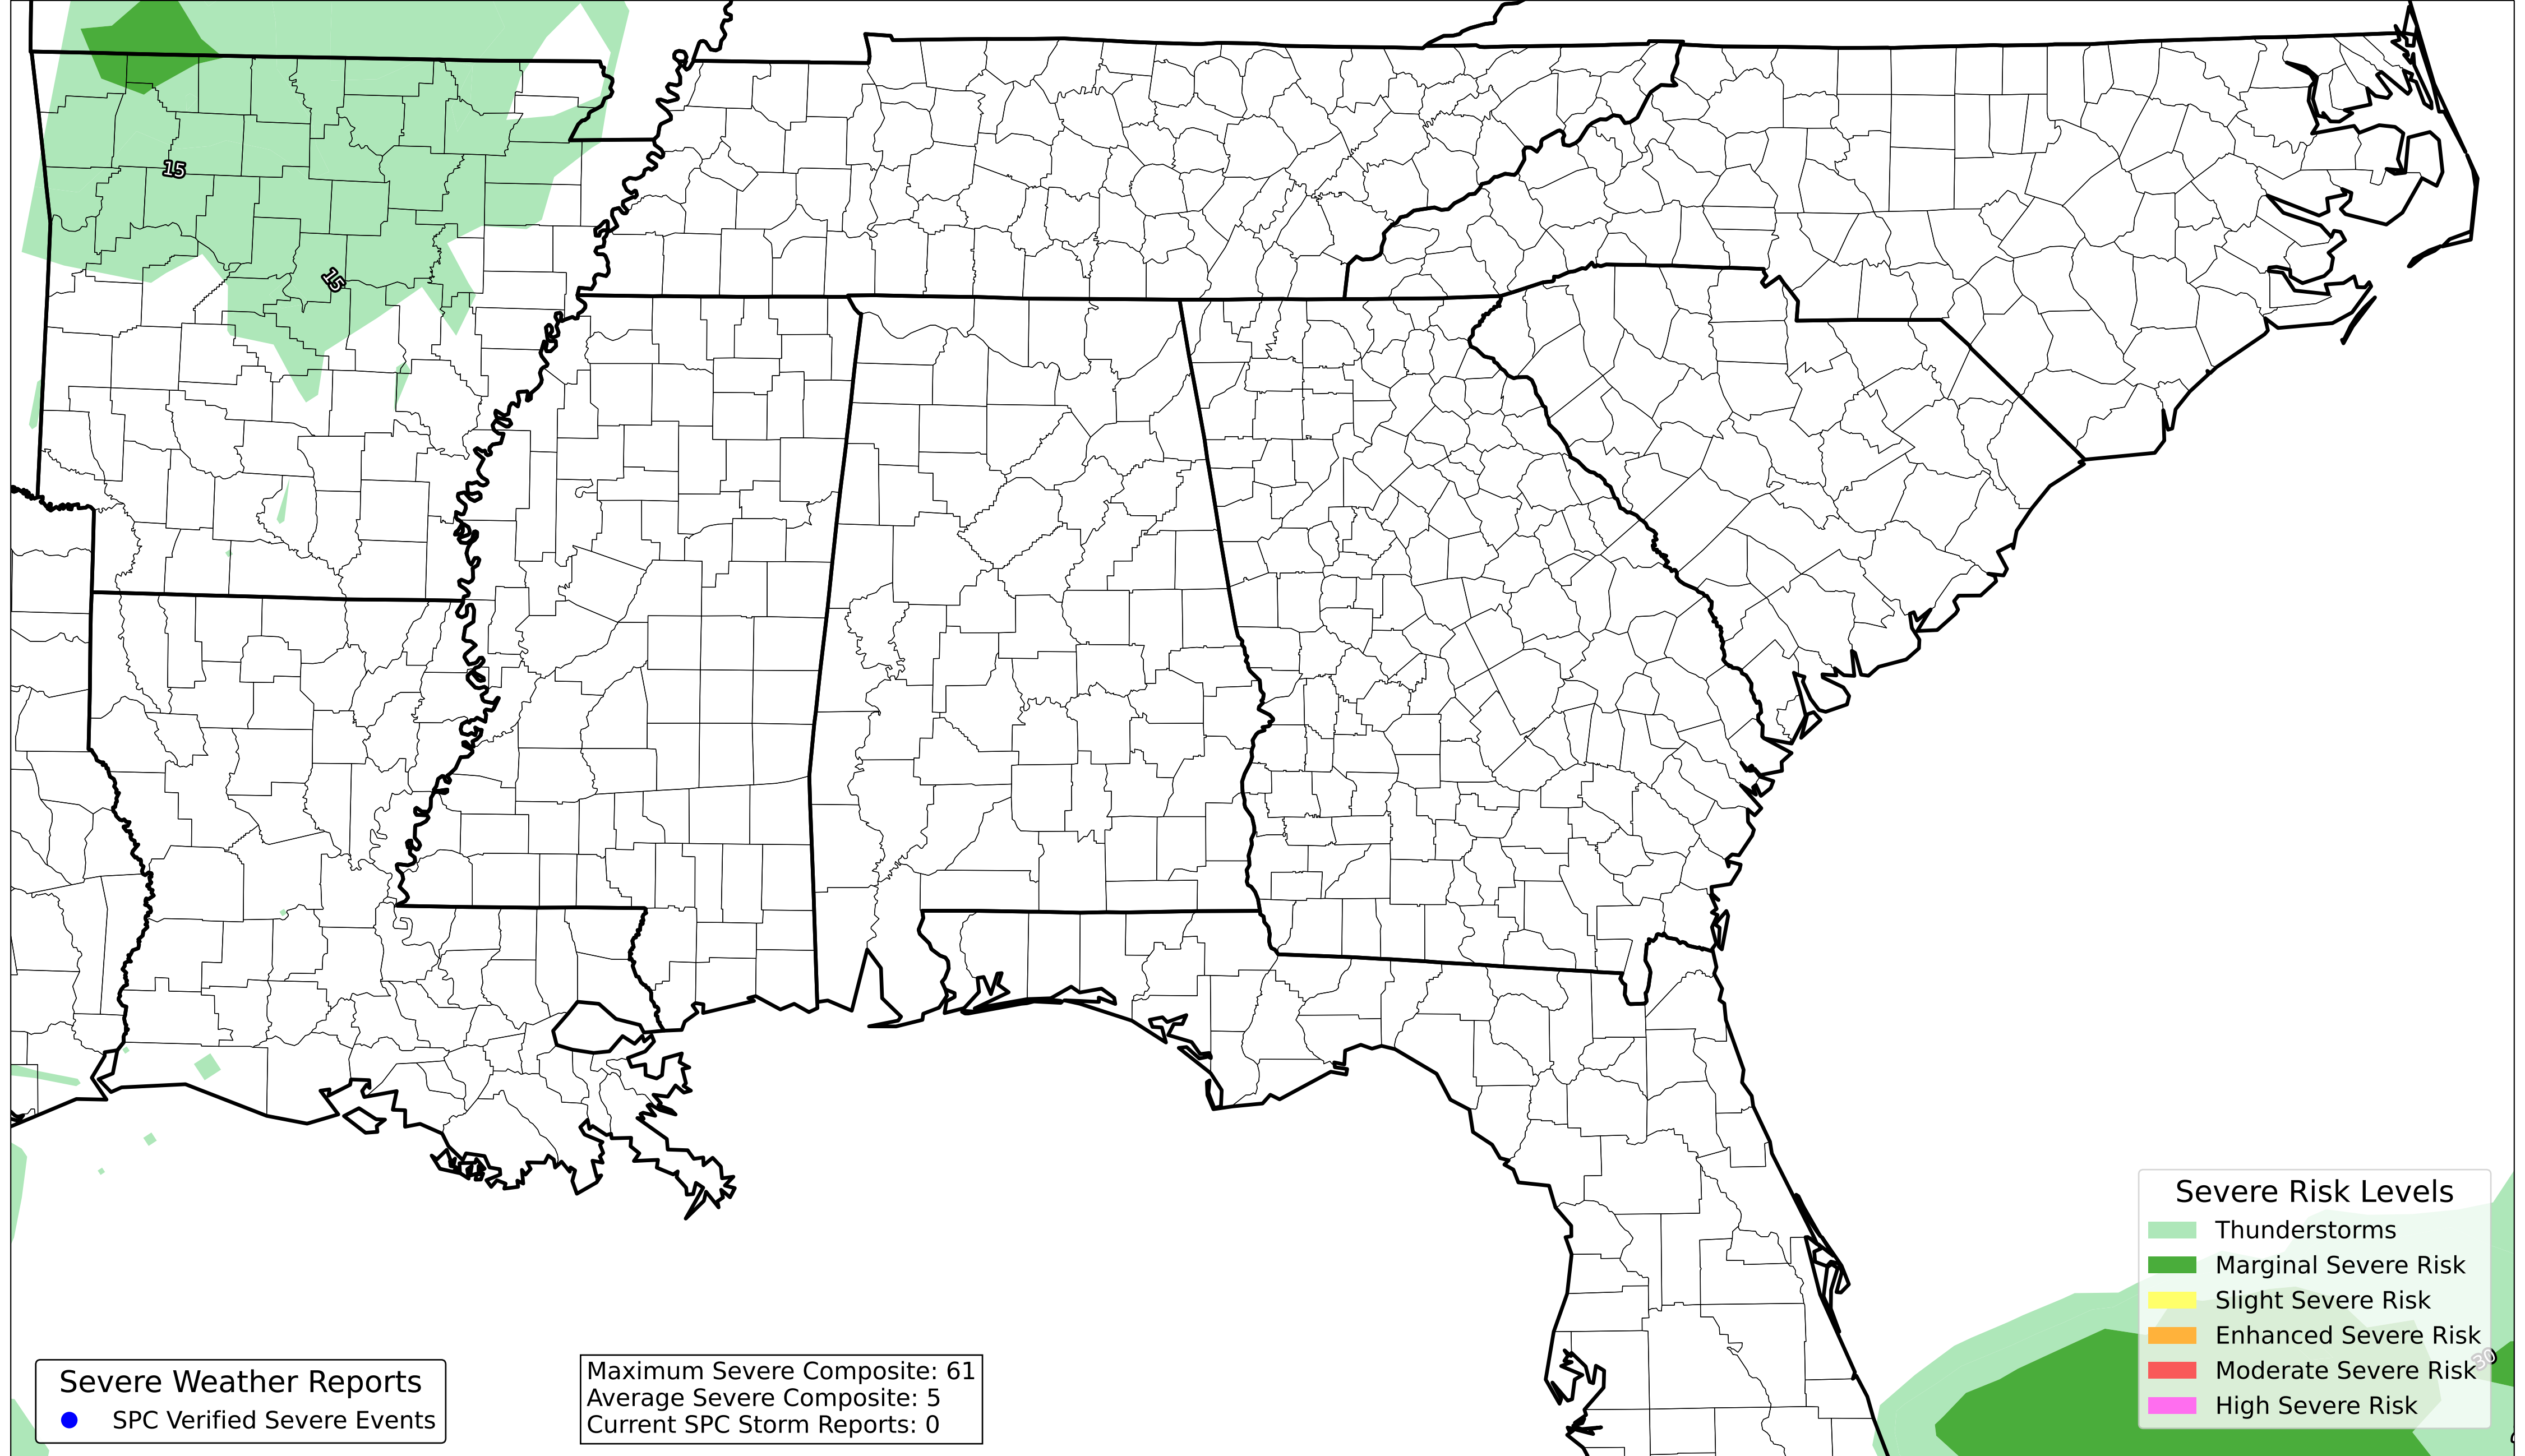 15
15
Severe Risk Levels
Thunderstorms
Marginal Severe Risk
Slight Severe Risk
Enhanced Severe Risk
Moderate Severe Risk
High Severe Risk
30
Severe Weather Reports
SPC Verified Severe Events
Maximum Severe Composite: 61
Average Severe Composite: 5
Current SPC Storm Reports: 0